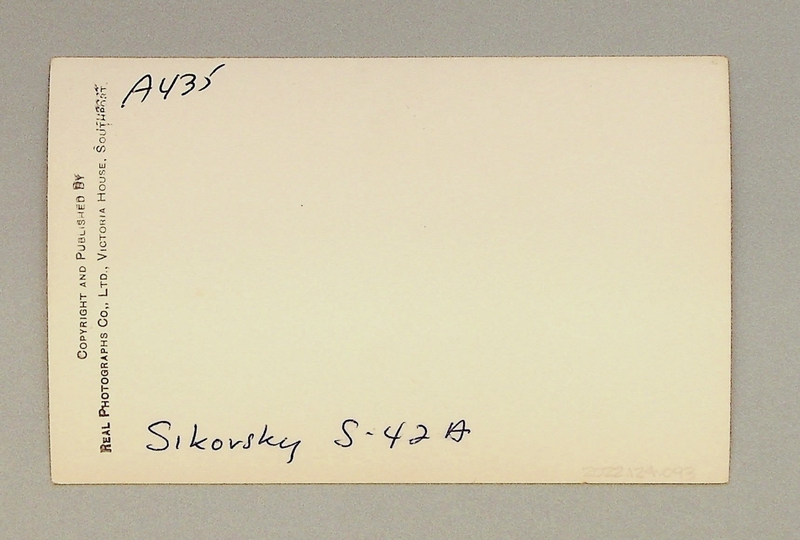 A435
COPYRIGHT AND PUBLISHED BY
REAL PHOTOGRAPHS CO., LTD., VICTORIA HOUSE, SOUTHPORT.
Sikorsky S-42A